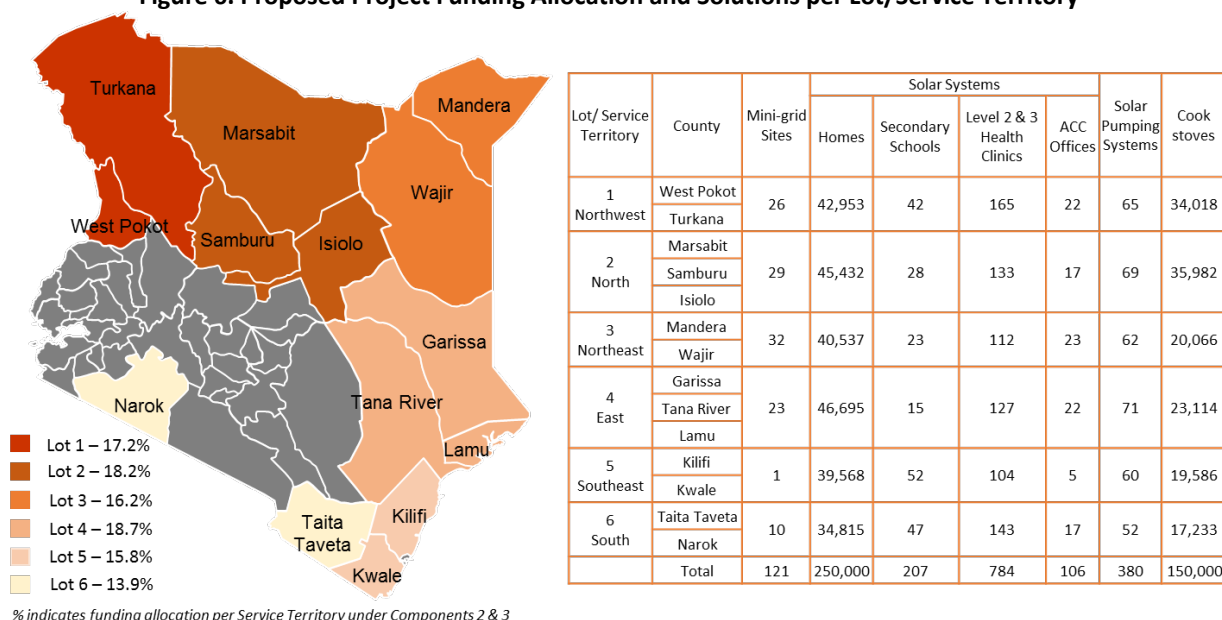 Figure 6: Proposed Project Funding Allocation and Solutions per Lot/Service Territory
Turkana
Mandera
Marsabit
Wajir
West Pokot
Samburu
Isiolo
Garissa
Tana River
Narok
Lamu
Kilifi
Taita
Taveta
Kwale
Lot 1 – 17.2%
Lot 2 – 18.2%
Lot 3 – 16.2%
Lot 4 – 18.7%
Lot 5 – 15.8%
Lot 6 – 13.9%
% indicates funding allocation per Service Territory under Components 2 & 3
Lot/ Service Territory County Mini-grid Sites Solar Systems Solar Pumping Systems Cook stoves
Homes Secondary Schools Level 2 & 3 Health Clinics ACC Offices
1 Northwest West Pokot 26 42,953 42 165 22 65 34,018
Turkana
2 North Marsabit 29 45,432 28 133 17 69 35,982
Samburu
Isiolo
3 Northeast Mandera 32 40,537 23 112 23 62 20,066
Wajir
4 East Garissa 23 46,695 15 127 22 71 23,114
Tana River
Lamu
5 Southeast Kilifi 1 39,568 52 104 5 60 19,586
Kwale
6 South Taita Taveta 10 34,815 47 143 17 52 17,233
Narok
Total 121 250,000 207 784 106 380 150,000